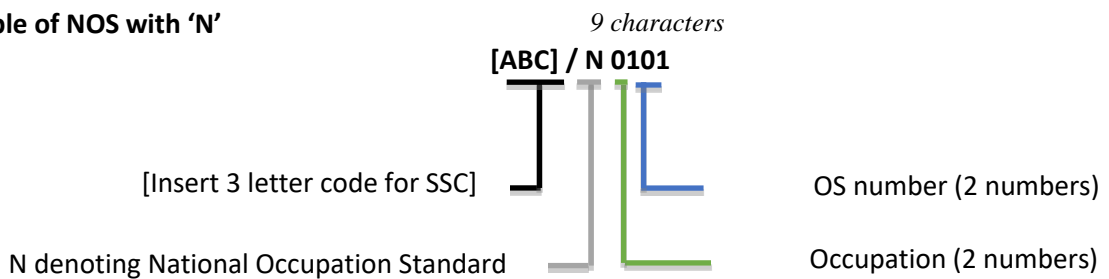 ple of NOS with ‘N’
9 characters
[ABC] / N 0101
[Insert 3 letter code for SSC]
OS number (2 numbers)
N denoting National Occupation Standard
Occupation (2 numbers)